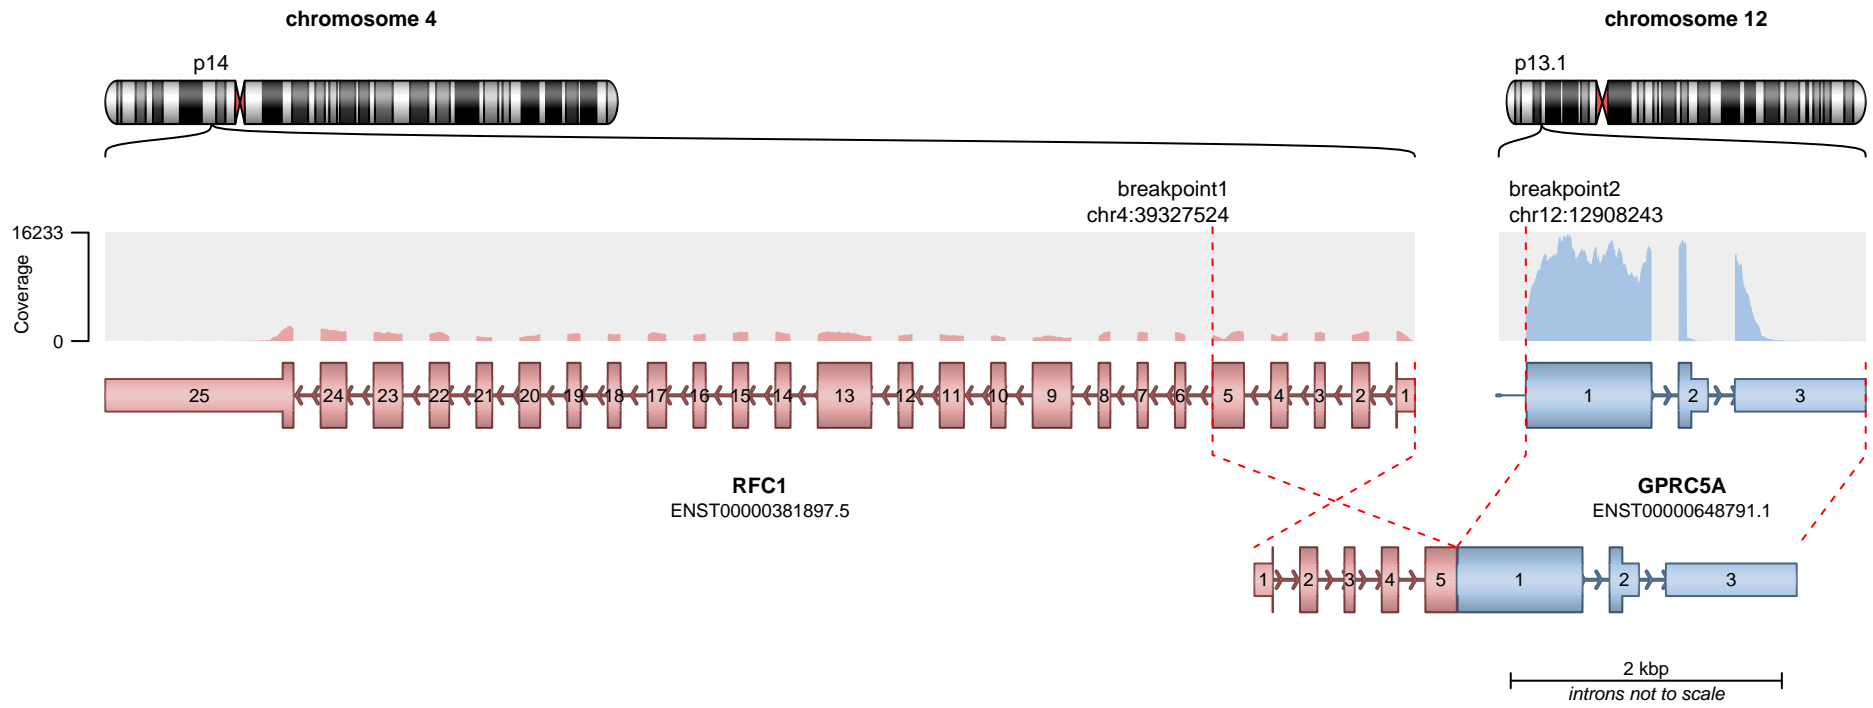 chromosome 4
chromosome 12
p14
p13.1
breakpoint1
chr4:39327524
breakpoint2
chr12:12908243
16233
Coverage
0
25 24 23 22 21 20 19 18 17 16 15 14 13 12 11 10 9 8 7 6 5 4 3 2 1
1 2 3
RFC1
ENST00000381897.5
GPRC5A
ENST00000648791.1
1 2 3 4 5 1 2 3
2 kbp
introns not to scale